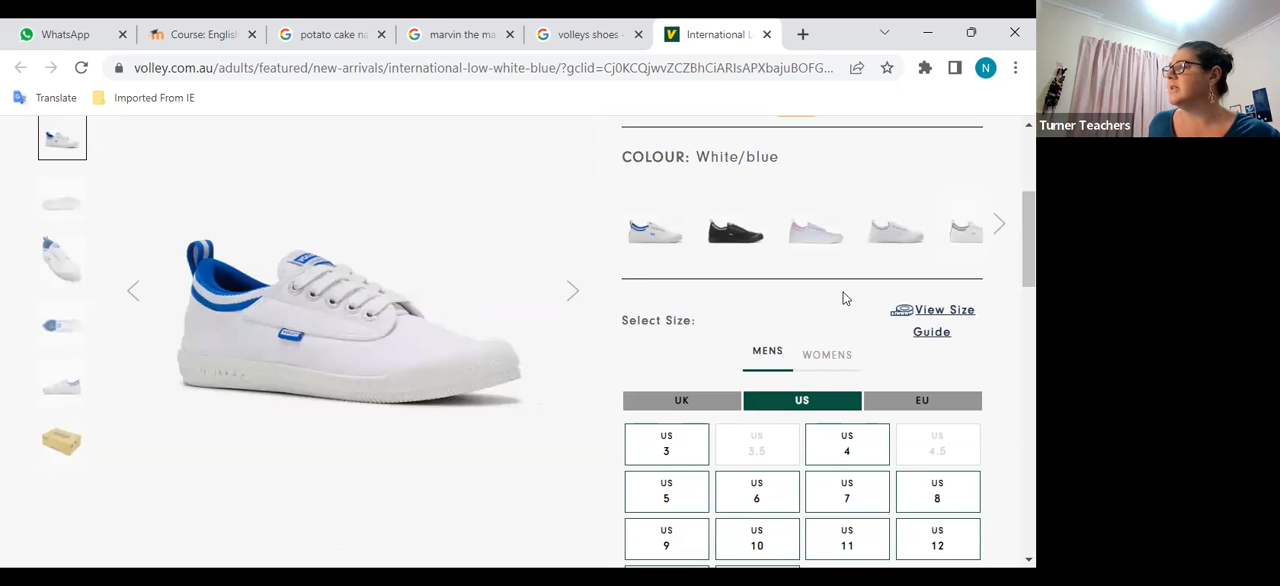 WhatsApp
Course: Englis
potato cake na
marvin the ma
volleys shoes -
International L
volley.com.au/adults/featured/new-arrivals/international-low-white-blue/?gclid=Cj0KCQjwvZCZBhCiARIsAPXbajuBOFG...
N
Translate
Imported From IE
Turner Teachers
COLOUR: White/blue
View Size
Guide
Select Size:
MENS
WOMENS
UK
US
EU
US
3
US
3.5
US
4
US
4.5
US
5
US
6
US
7
US
8
US
9
US
10
US
11
US
12